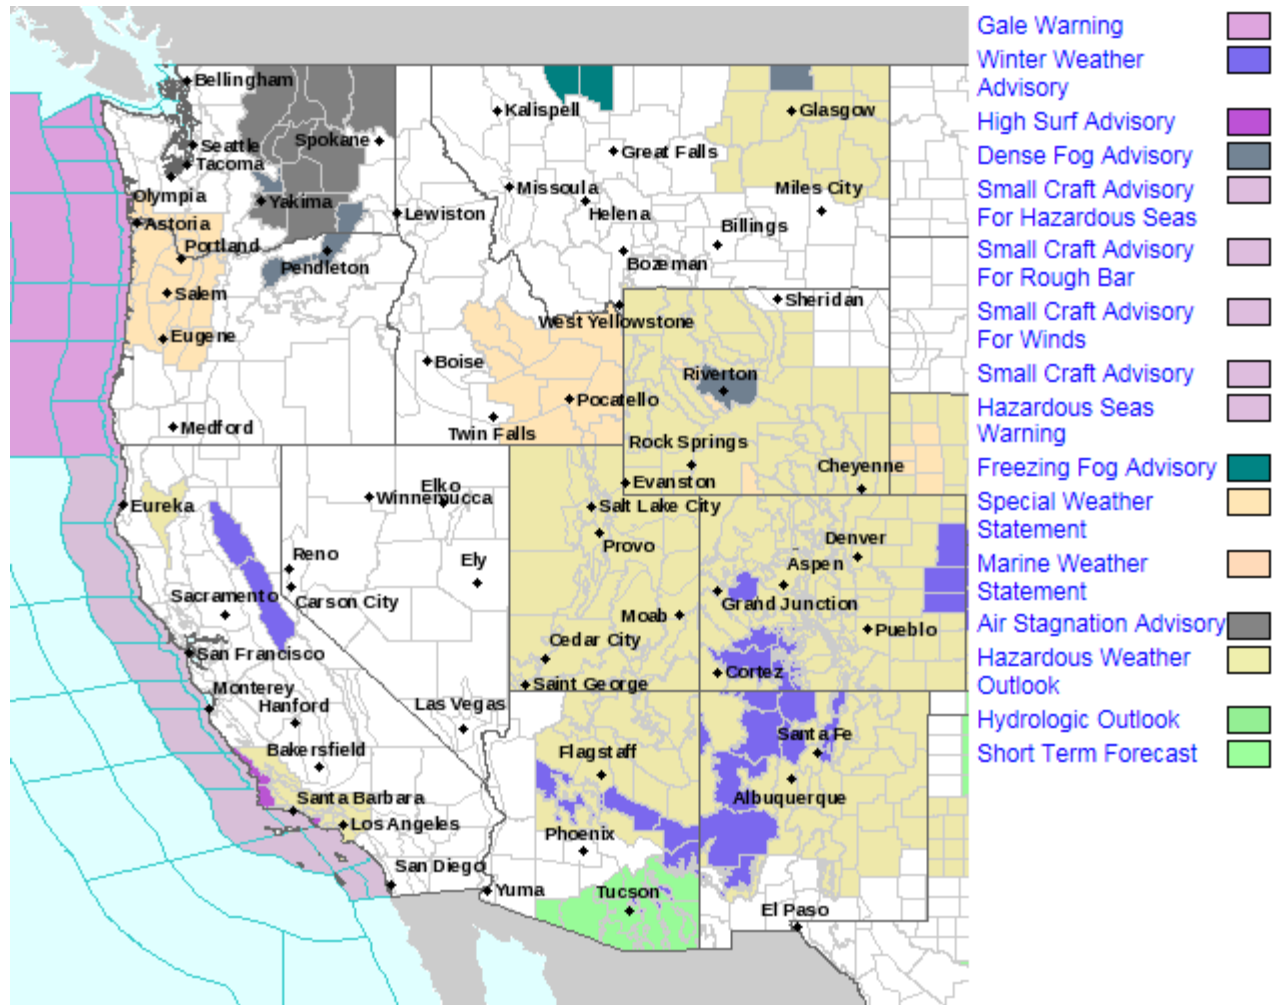 Bellingham
Seattle
Tacoma
Olympia
Spokane
Yakima
Astoria
Portland
Pendleton
Lewiston
Salem
Eugene
Medford
Kalispell
Great Falls
Missoula
Helena
Glasgow
Miles City
Billings
Bozeman
West Yellowstone
Sheridan
Boise
Pocatello
Twin Falls
Riverton
Rock Springs
Evanston
Cheyenne
Eureka
Elko
Winnemucca
Reno
Carson City
Ely
Sacramento
San Francisco
Monterey
Hanford
Bakersfield
Las Vegas
Santa Barbara
Los Angeles
San Diego
Salt Lake City
Provo
Moab
Cedar City
Saint George
Denver
Aspen
Grand Junction
Pueblo
Cortez
Flagstaff
Phoenix
Yuma
Tucson
Santa Fe
Albuquerque
El Paso
Gale Warning
Winter Weather
Advisory
High Surf Advisory
Dense Fog Advisory
Small Craft Advisory
For Hazardous Seas
Small Craft Advisory
For Rough Bar
Small Craft Advisory
For Winds
Small Craft Advisory
Hazardous Seas
Warning
Freezing Fog Advisory
Special Weather
Statement
Marine Weather
Statement
Air Stagnation Advisory
Hazardous Weather
Outlook
Hydrologic Outlook
Short Term Forecast